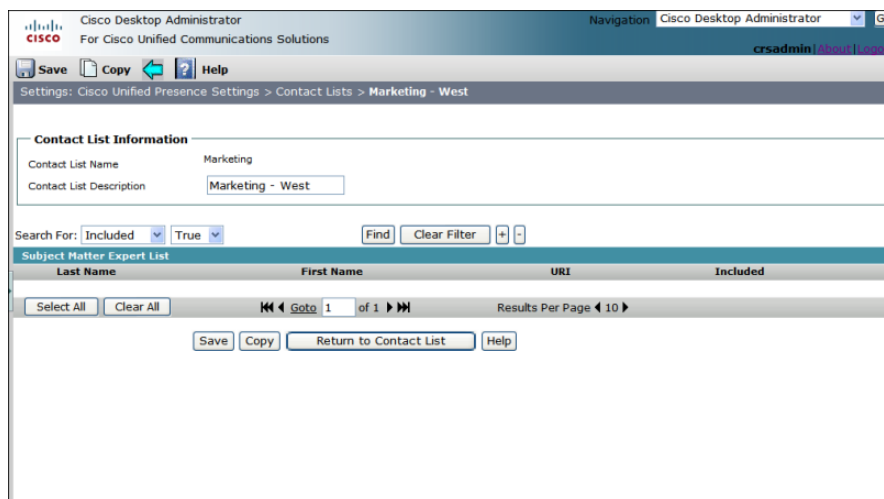 Cisco Desktop Administrator
Navigation Cisco Desktop Administrator G
CISCO For Cisco Unified Communications Solutions
crsadmin|About|Logo
Save Copy ? Help
Settings: Cisco Unified Presence Settings > Contact Lists > Marketing - West
Contact List Information
Contact List Name Marketing
Contact List Description Marketing - West
Search For: Included True Find Clear Filter + -
Subject Matter Expert List
Last Name First Name URI Included
Select All Clear All Goto 1 of 1 Results Per Page 10
Save Copy Return to Contact List Help